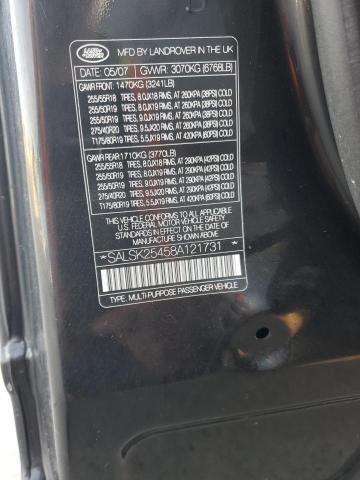 LAND ROVER
MFD BY LANDROVER IN THE UK
DATE: 05/07 GVWR: 3070KG (6768LB)
GAWR FRONT: 1470KG (3241LB)
255/55R18 TIRES, 8.0JX18 RIMS, AT 260KPA (38PSI) COLD
255/50R19 TIRES, 8.0JX19 RIMS, AT 260KPA (38PSI) COLD
255/50R19 TIRES, 9.0JX19 RIMS, AT 260KPA (38PSI) COLD
275/40R20 TIRES, 9.5JX20 RIMS, AT 260KPA (38PSI) COLD
T175/80R19 TIRES, 5.5JX19 RIMS, AT 420KPA (60PSI) COLD
GAWR REAR 1710KG (3770LB)
255/55R18 TIRES, 8.0JX18 RIMS, AT 290KPA (42PSI) COLD
255/50R19 TIRES, 8.0JX19 RIMS, AT 290KPA (42PSI) COLD
255/50R19 TIRES, 9.0JX19 RIMS, AT 290KPA (42PSI) COLD
275/40R20 TIRES, 9.5JX20 RIMS, AT 290KPA (42PSI) COLD
T175/80R19 TIRES, 5.5JX19 RIMS, AT 420KPA (60PSI) COLD
THIS VEHICLE CONFORMS TO ALL APPLICABLE
U.S. FEDERAL MOTOR VEHICLE SAFETY AND THEFT
PREVENTION STANDARDS IN EFFECT ON THE DATE
OF MANUFACTURE SHOWN ABOVE
*SALSK25458A121731*
TYPE: MULTI-PURPOSE PASSENGER VEHICLE